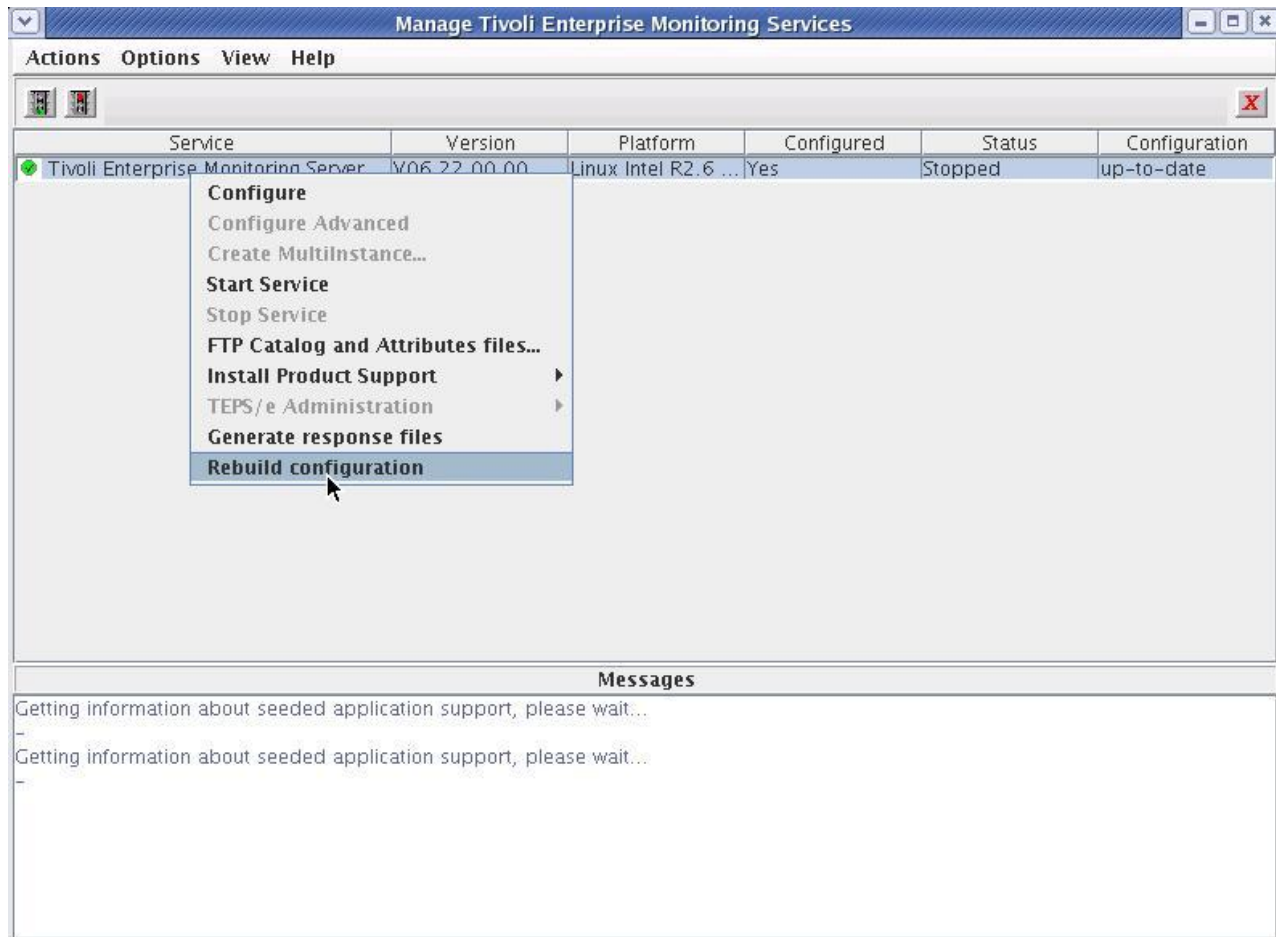 Manage Tivoli Enterprise Monitoring Services
Actions Options View Help
X
Service Version Platform Configured Status Configuration
Tivoli Enterprise Monitoring Server V06.22.00.00 Linux Intel R2.6 ... Yes Stopped up-to-date
Configure
Configure Advanced
Create MultiInstance...
Start Service
Stop Service
FTP Catalog and Attributes files...
Install Product Support
TEPS/e Administration
Generate response files
Rebuild configuration
Messages
Getting information about seeded application support, please wait...
-
Getting information about seeded application support, please wait...
-